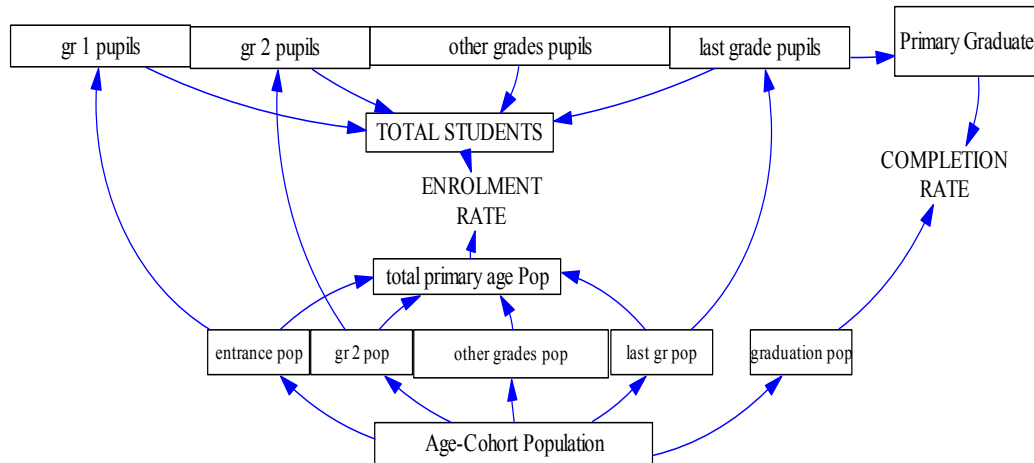 gr 1 pupils
gr 2 pupils
other grades pupils
last grade pupils
Primary Graduate
TOTAL STUDENTS
ENROLMENT
RATE
COMPLETION
RATE
total primary age Pop
entrance pop
gr 2 pop
other grades pop
last gr pop
graduation pop
Age-Cohort Population